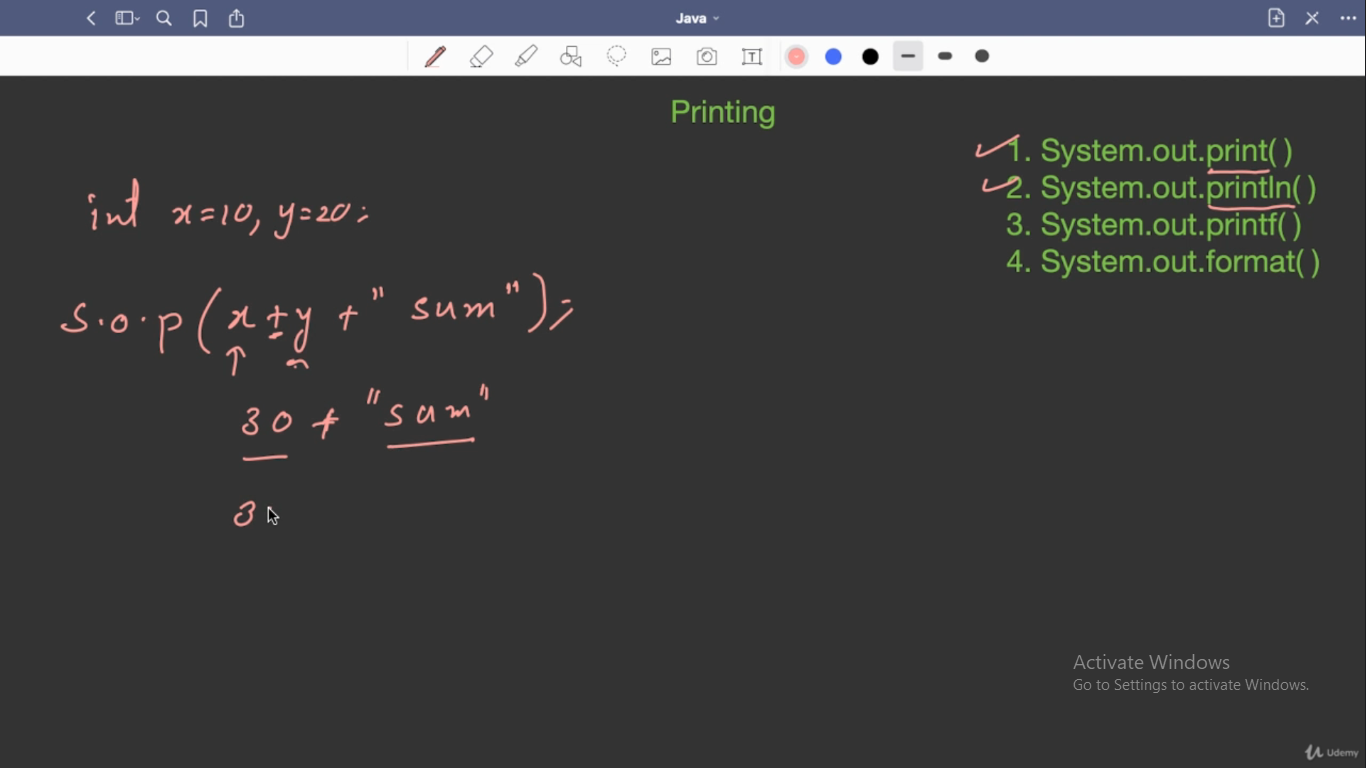 Java
Printing
1. System.out.print( )
2. System.out.println( )
3. System.out.printf( )
4. System.out.format( )
int x=10, y=20;
S.o.p(x+y +"sum");
30 + "sum"
3
Activate Windows
Go to Settings to activate Windows.
Udemy